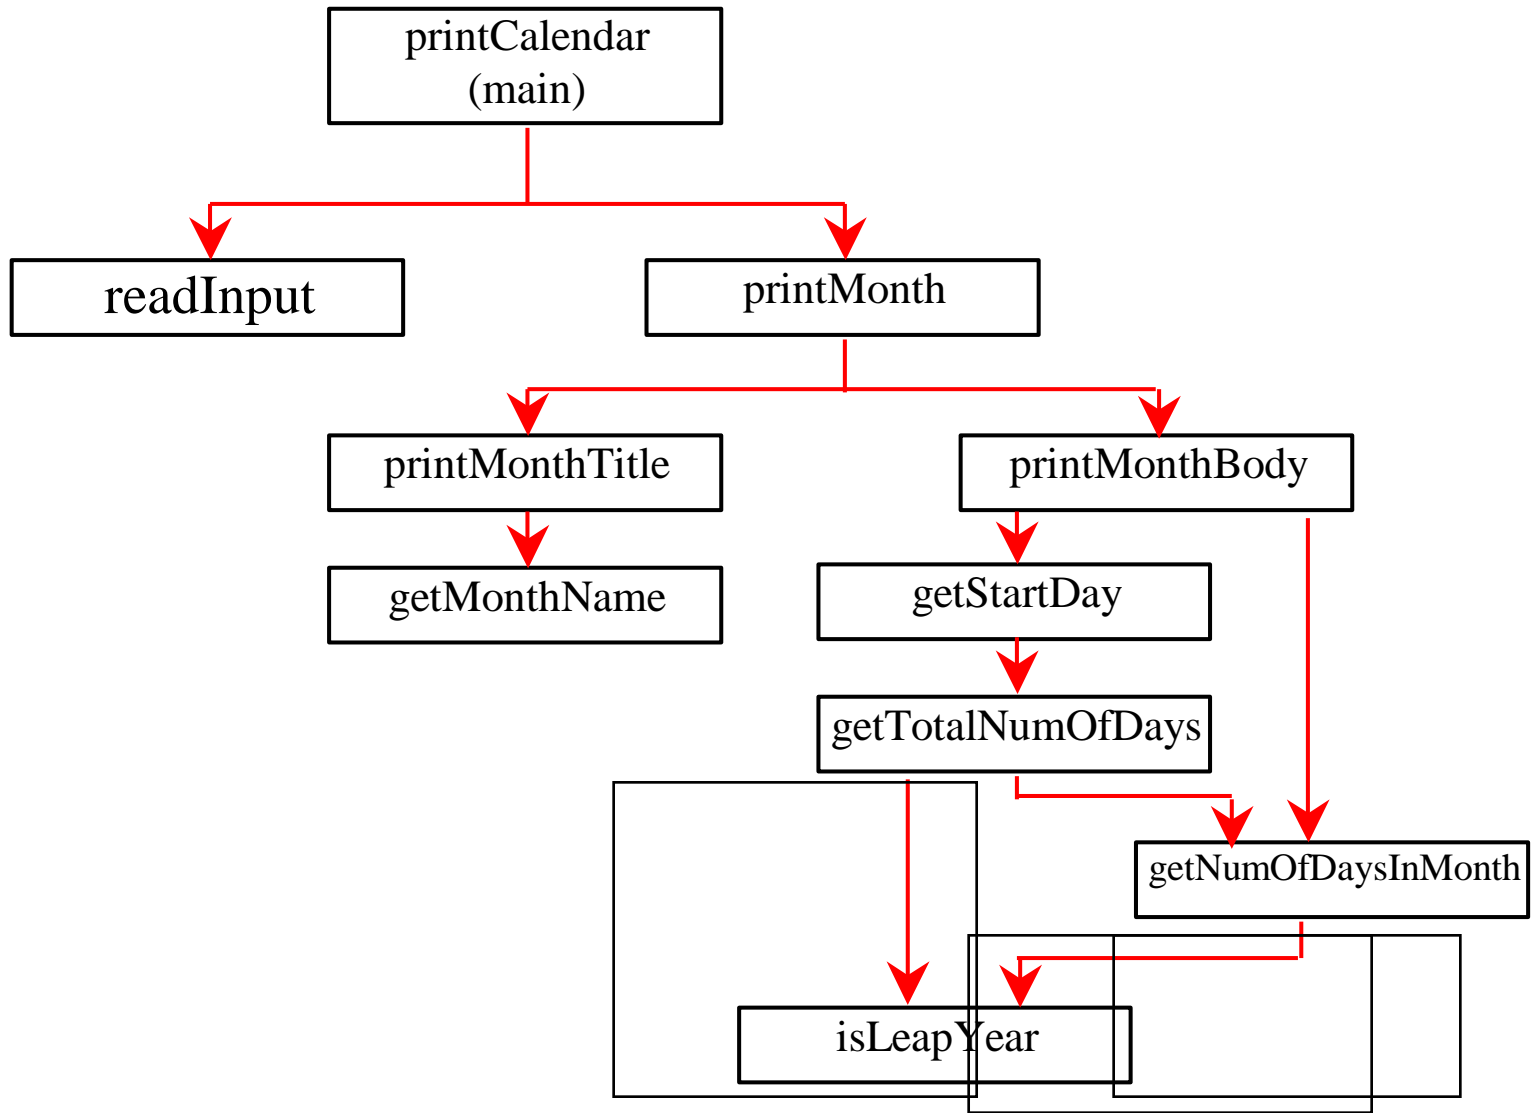 printCalendar
(main)
readInput
printMonth
printMonthTitle
printMonthBody
getMonthName
getStartDay
getTotalNumOfDays
getNumOfDaysInMonth
isLeapYear